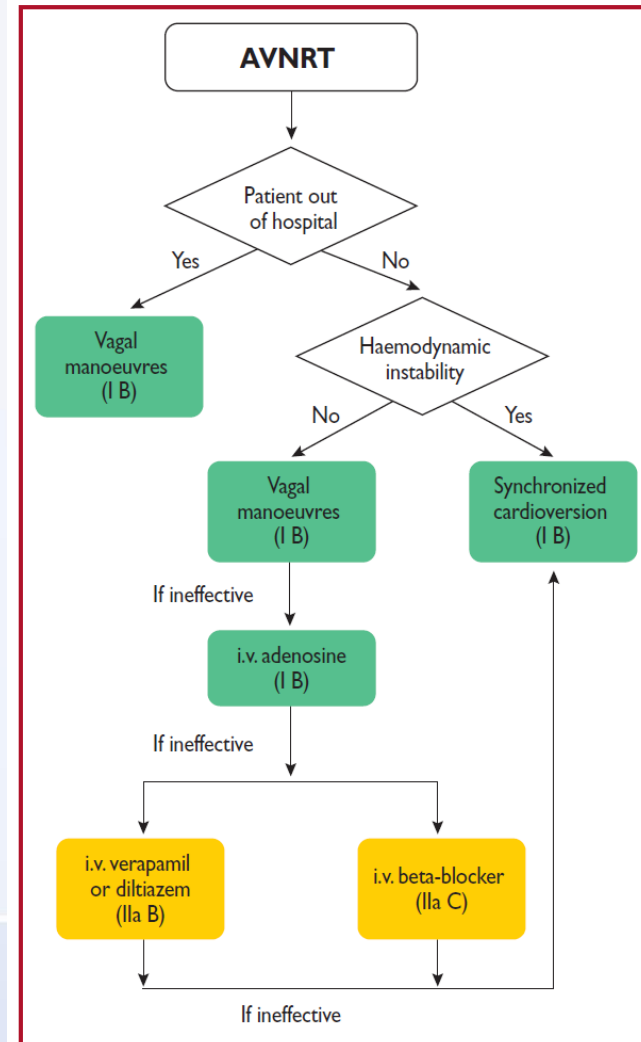 AVNRT
Patient out
of hospital
Yes
No
Vagal
manoeuvres
(I B)
Haemodynamic
instability
No
Yes
Vagal
manoeuvres
(I B)
Synchronized
cardioversion
(I B)
If ineffective
i.v. adenosine
(I B)
If ineffective
i.v. verapamil
or diltiazem
(IIa B)
i.v. beta-blocker
(IIa C)
If ineffective